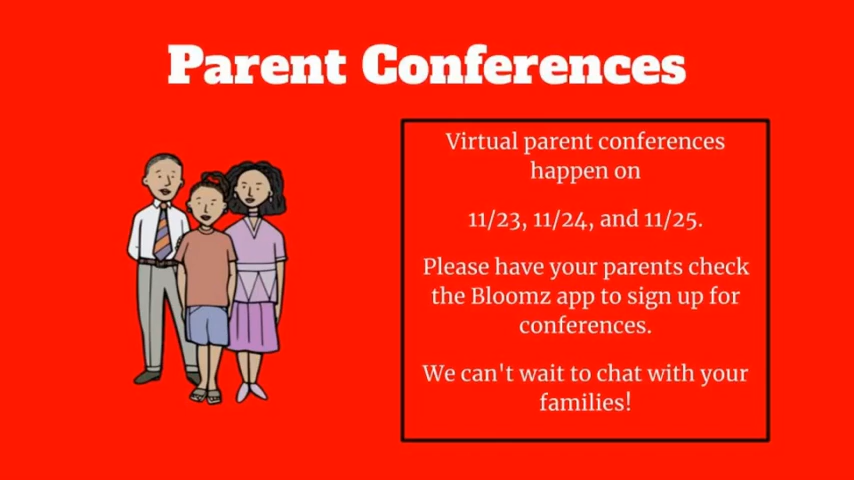 Parent Conferences
Virtual parent conferences
happen on
11/23, 11/24, and 11/25.
Please have your parents check
the Bloomz app to sign up for
conferences.
We can't wait to chat with your
families!